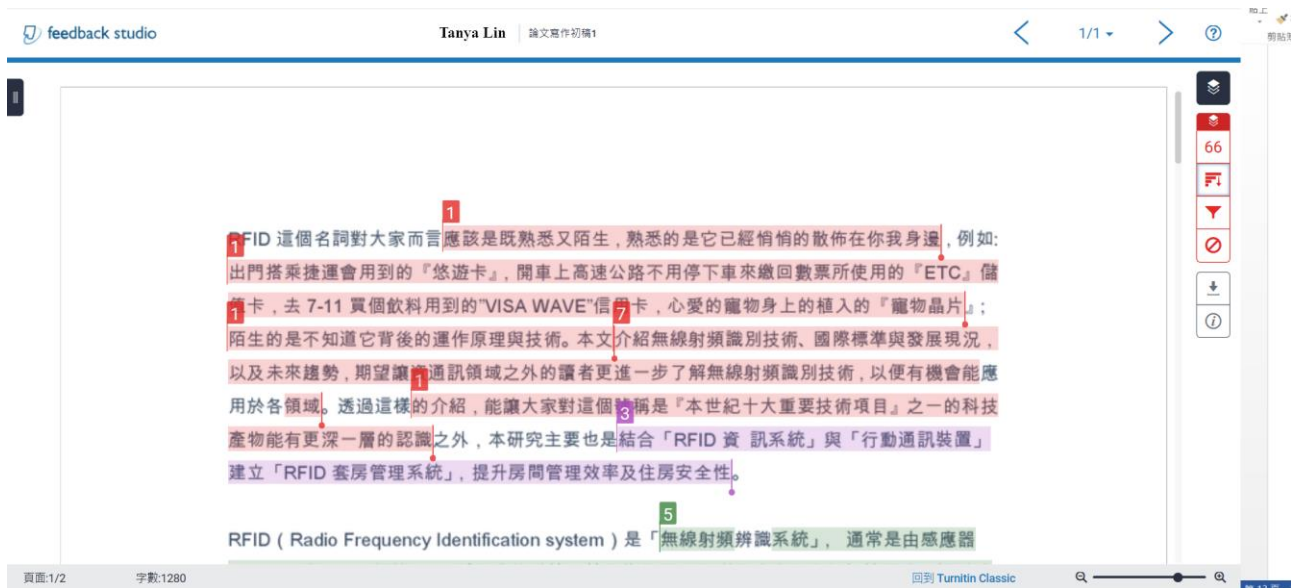 feedback studio
Tanya Lin 論文寫作初稿1
1/1
?
66
1
RFID 這個名詞對大家而言應該是既熟悉又陌生，熟悉的是它已經悄悄的散佈在你我身邊，例如:
1
出門搭乘捷運會用到的『悠遊卡』，開車上高速公路不用停下車來繳回數票所使用的『ETC』儲
值卡，去 7-11 買個飲料用到的"VISA WAVE"信用卡，心愛的寵物身上的植入的『寵物晶片』；
1 7
陌生的是不知道它背後的運作原理與技術。本文介紹無線射頻識別技術、國際標準與發展現況，
以及未來趨勢，期望讓資通訊領域之外的讀者更進一步了解無線射頻識別技術，以便有機會能應
1
用於各領域。透過這樣的介紹，能讓大家對這個號稱是『本世紀十大重要技術項目』之一的科技
3
產物能有更深一層的認識之外，本研究主要也是結合「RFID 資 訊系統」與「行動通訊裝置」
建立「RFID 套房管理系統」，提升房間管理效率及住房安全性。
5
RFID（Radio Frequency Identification system）是「無線射頻辨識系統」， 通常是由感應器
頁面:1/2 字數:1280 回到 Turnitin Classic